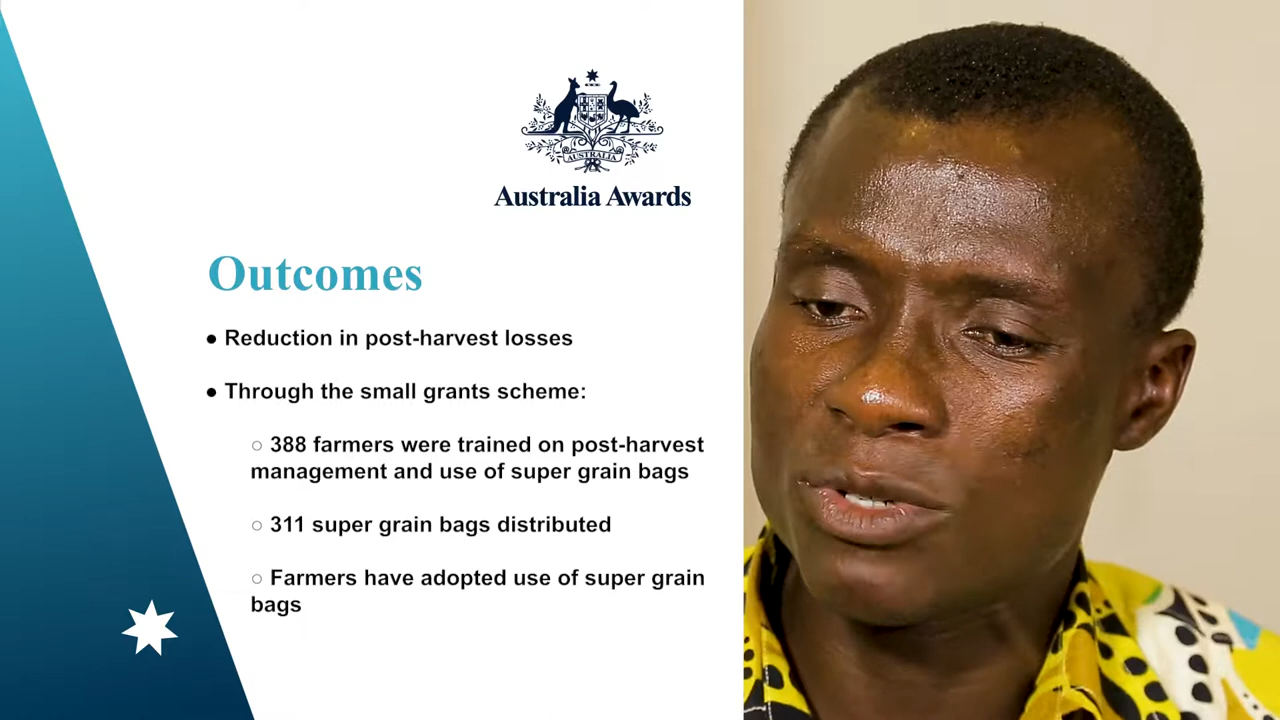 AUSTRALIA
Australia Awards
Outcomes
● Reduction in post-harvest losses
● Through the small grants scheme:
○ 388 farmers were trained on post-harvest
management and use of super grain bags
○ 311 super grain bags distributed
○ Farmers have adopted use of super grain
bags